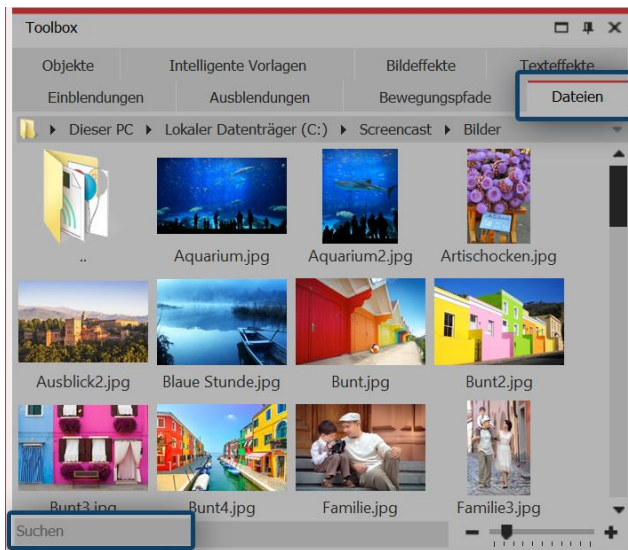 Toolbox
Objekte Intelligente Vorlagen Bildeffekte Texteffekte
Einblendungen Ausblendungen Bewegungspfade Dateien
Dieser PC Lokaler Datenträger (C:) Screencast Bilder
.. Aquarium.jpg Aquarium2.jpg Artischocken.jpg
Ausblick2.jpg Blaue Stunde.jpg Bunt.jpg Bunt2.jpg
Bunt3.jpg Bunt4.jpg Familie.jpg Familie3.jpg
Suchen